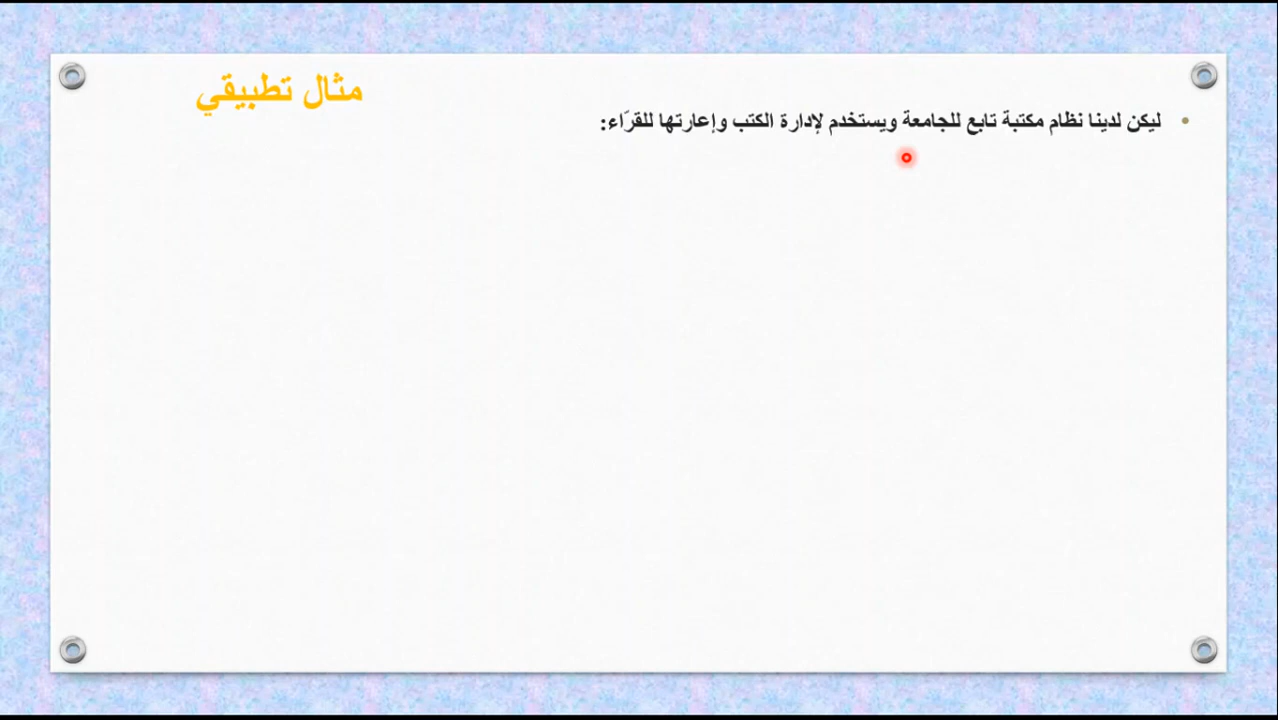 مثال تطبيقي
ليكن لدينا نظام مكتبة تابع للجامعة ويستخدم لإدارة الكتب وإعارتها للقرّاء: